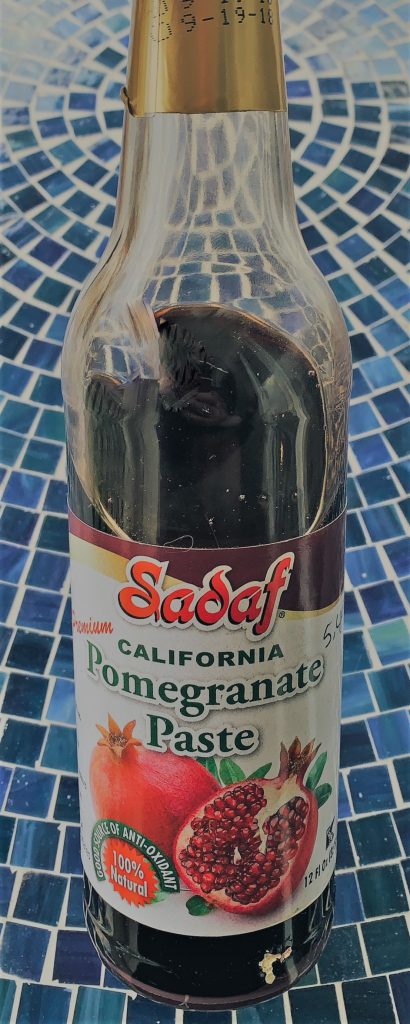 9-19-18
Sadaf®
Premium
CALIFORNIA
Pomegranate
Paste
GOOD SOURCE OF ANTI-OXIDANT
100%
Natural
12 Fl Oz